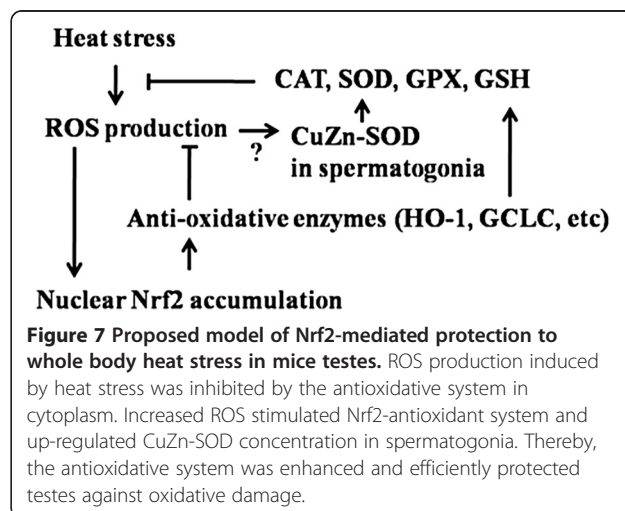 Heat stress
CAT, SOD, GPX, GSH
ROS production
?
CuZn-SOD
in spermatogonia
Anti-oxidative enzymes (HO-1, GCLC, etc)
Nuclear Nrf2 accumulation
Figure 7 Proposed model of Nrf2-mediated protection to
whole body heat stress in mice testes. ROS production induced
by heat stress was inhibited by the antioxidative system in
cytoplasm. Increased ROS stimulated Nrf2-antioxidant system and
up-regulated CuZn-SOD concentration in spermatogonia. Thereby,
the antioxidative system was enhanced and efficiently protected
testes against oxidative damage.